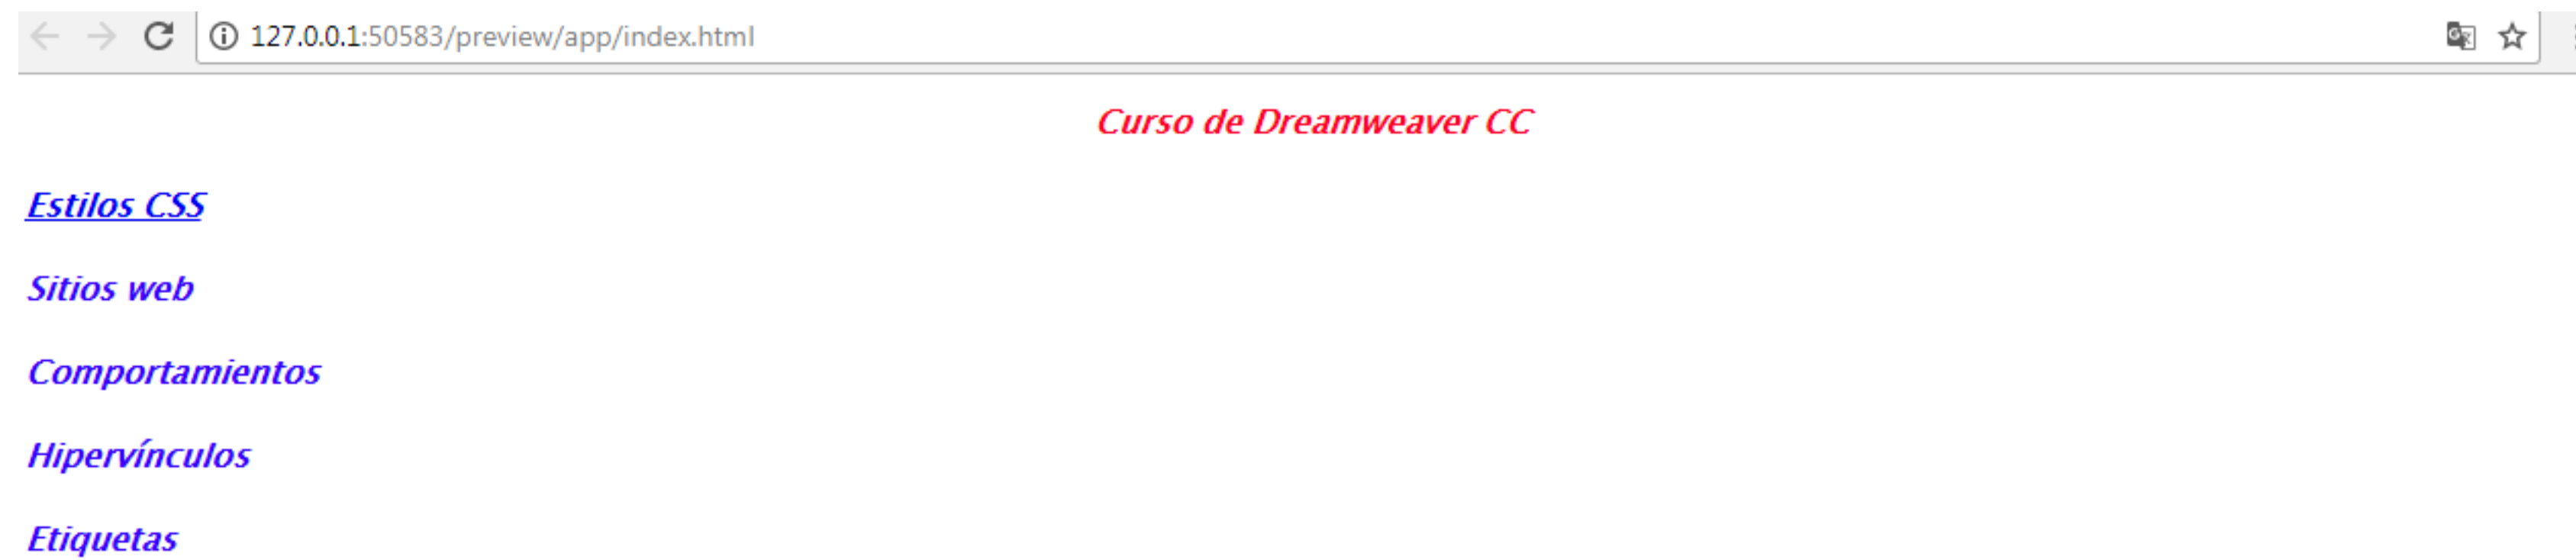 127.0.0.1:50583/preview/app/index.html
Curso de Dreamweaver CC
Estilos CSS
Sitios web
Comportamientos
Hipervínculos
Etiquetas